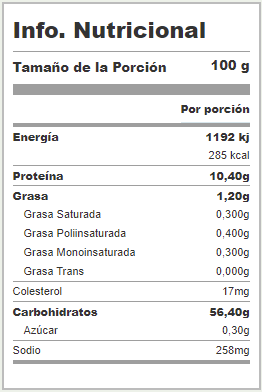 Info. Nutricional
Tamaño de la Porción 100 g
Por porción
Energía 1192 kj
285 kcal
Proteína 10,40g
Grasa 1,20g
Grasa Saturada 0,300g
Grasa Poliinsaturada 0,400g
Grasa Monoinsaturada 0,300g
Grasa Trans 0,000g
Colesterol 17mg
Carbohidratos 56,40g
Azúcar 0,30g
Sodio 258mg